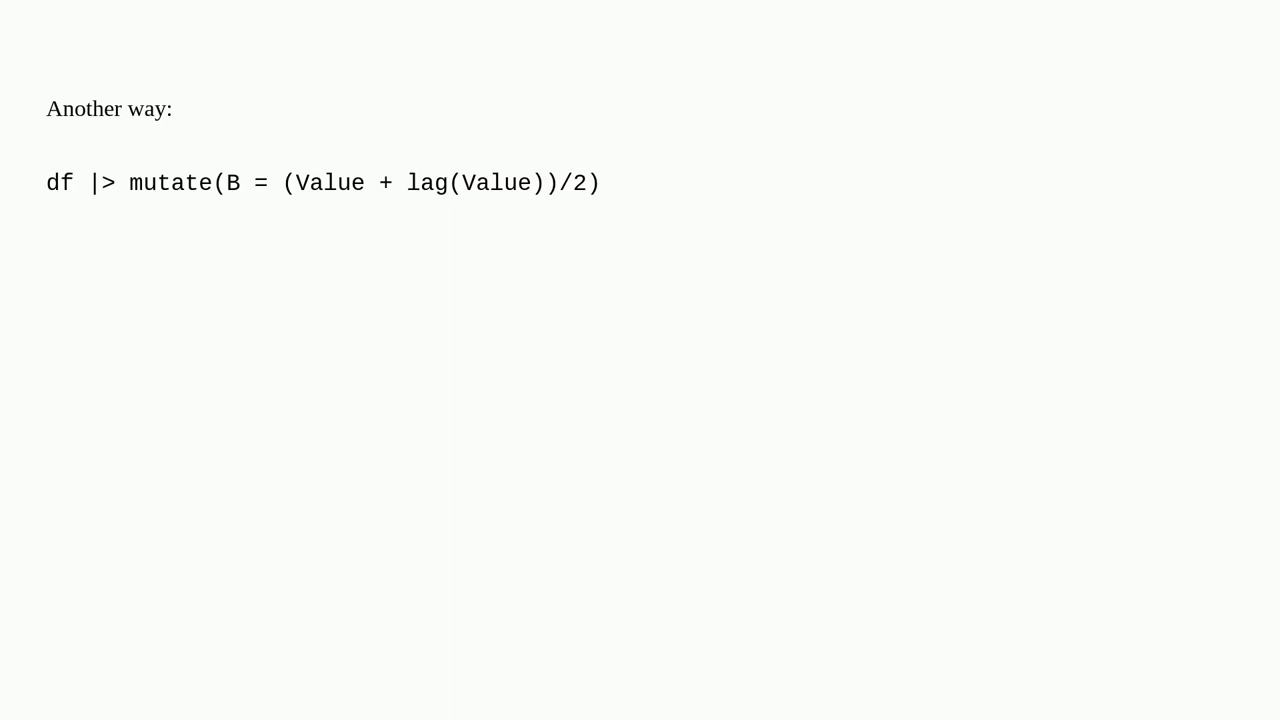 Another way:
df |> mutate(B = (Value + lag(Value))/2)